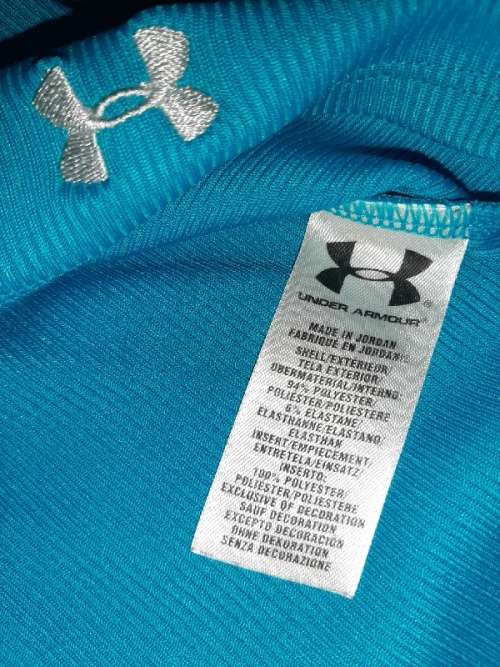 UNDER ARMOUR®
MADE IN JORDAN
FABRIQUE EN JORDANIE
SHELL/EXTERIEUR/
TELA EXTERIOR/
OBERMATERIAL/INTERNO:
94% POLYESTER/
POLYESTER/POLIESTERE
6% ELASTANE/
ELASTHANNE/ELASTANO/
ELASTHAN
INSERT/EMPIECEMENT/
ENTRETELA/EINSATZ/
INSERTO:
100% POLYESTER/
POLIESTER/POLIESTERE
EXCLUSIVE OF DECORATION
SAUF DECORATION
EXCEPTO DECORACION
OHNE DEKORATION
SENZA DECORAZIONE